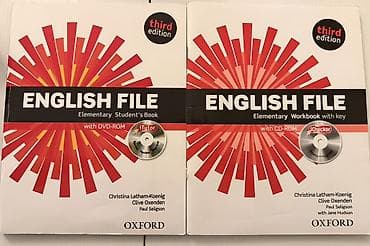 third
edition
ENGLISH FILE
Elementary Student's Book
with DVD-ROM
iTutor
Christina Latham-Koenig
Clive Oxenden
Paul Seligson
OXFORD
third
edition
ENGLISH FILE
Elementary Workbook with key
with CD-ROM
iChecker
Christina Latham-Koenig
Clive Oxenden
Paul Seligson
with Jane Hudson
OXFORD